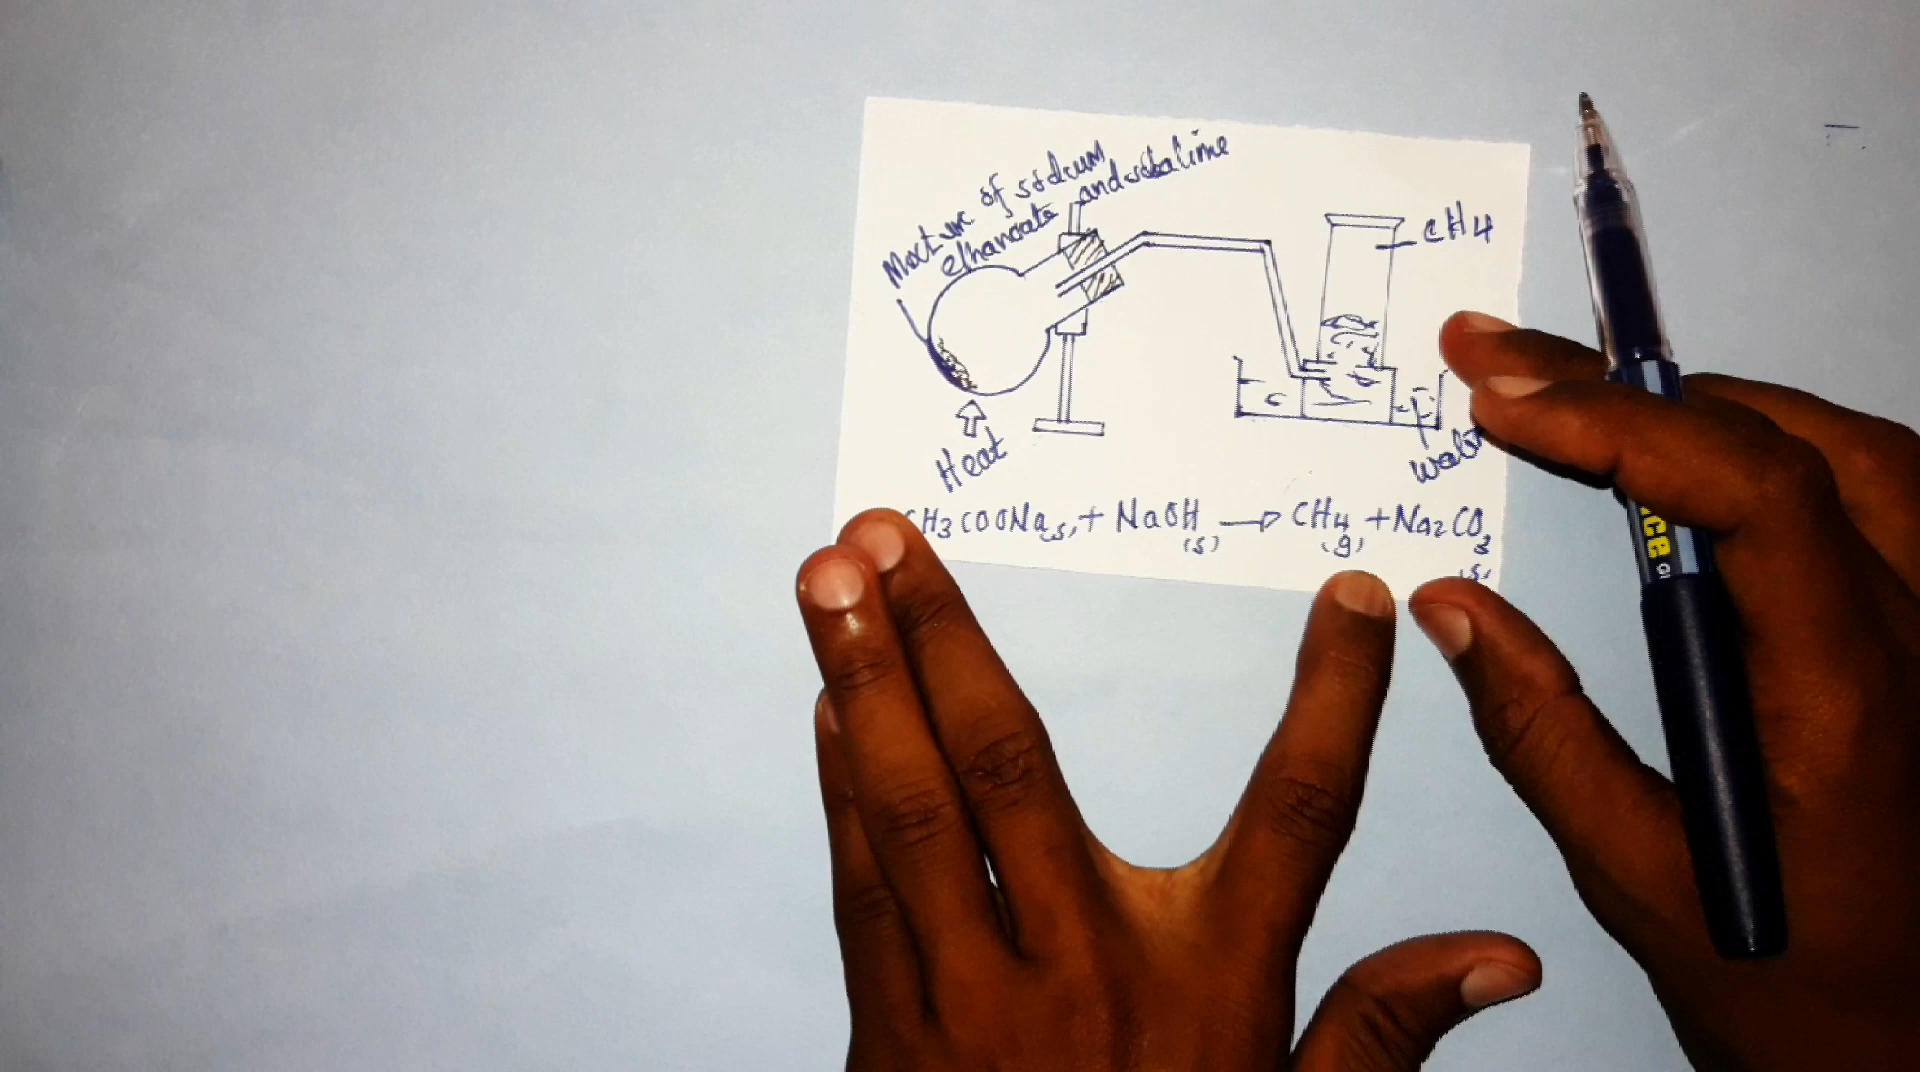 Mixture of sodium
ethanoate and sodalime
CH4
Heat
Water
CH3COONa(s) + NaOH(s) → CH4(g) + Na2CO3(s)